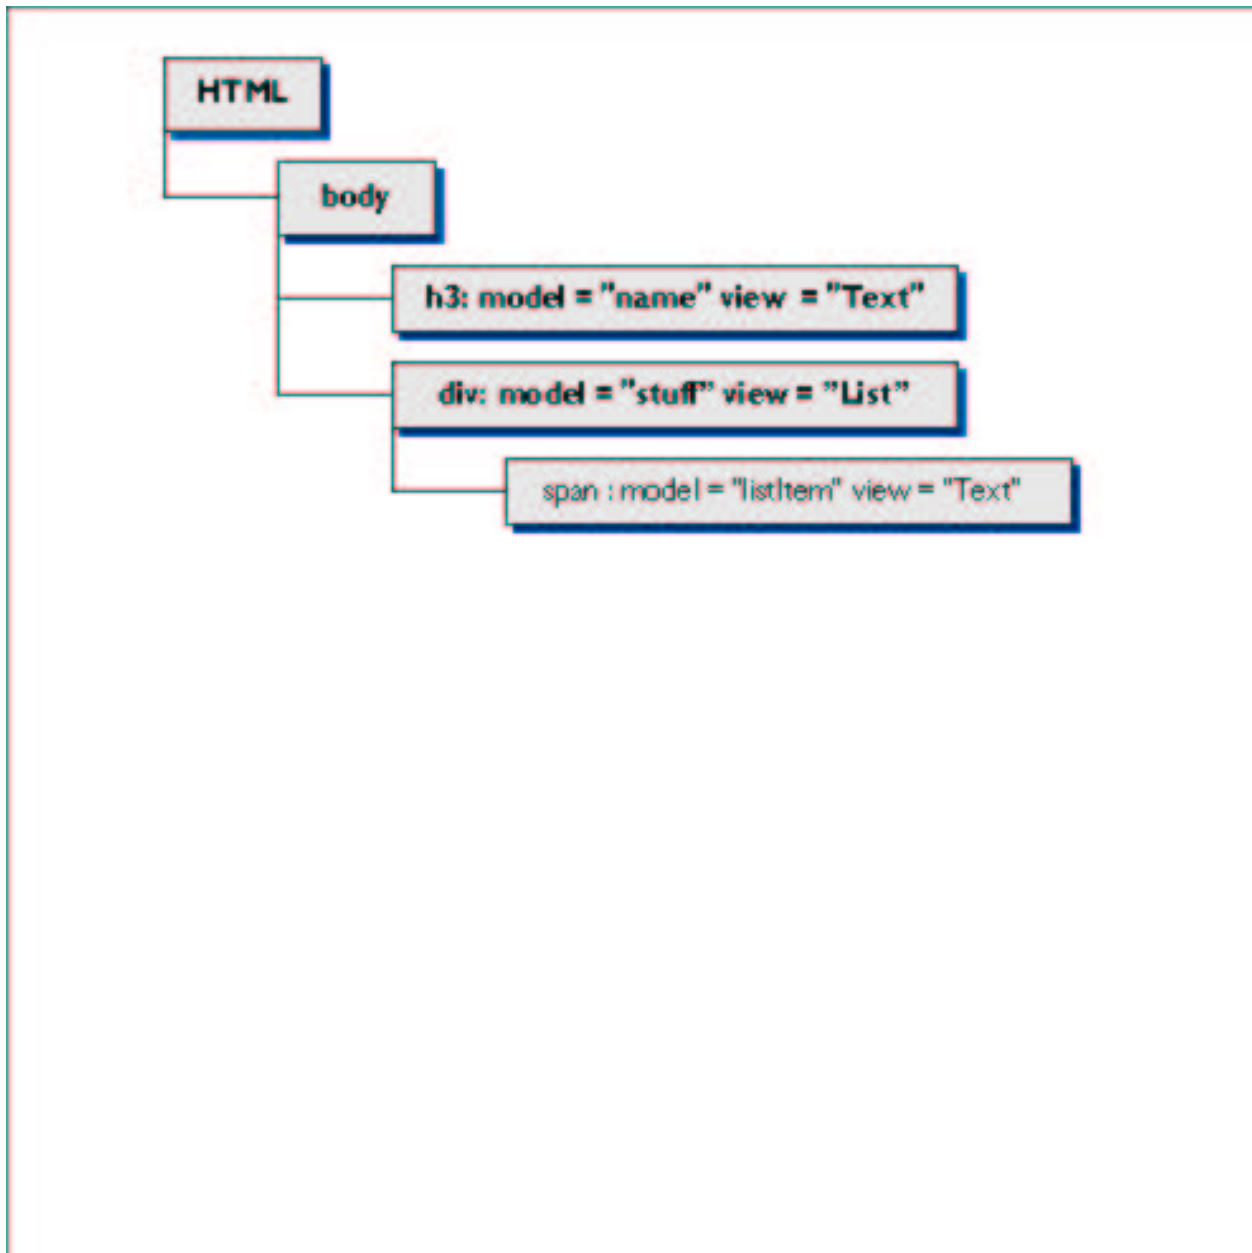 HTML
body
h3: model = "name" view = "Text"
div: model = "stuff" view = "List"
span : model = "listItem" view = "Text"